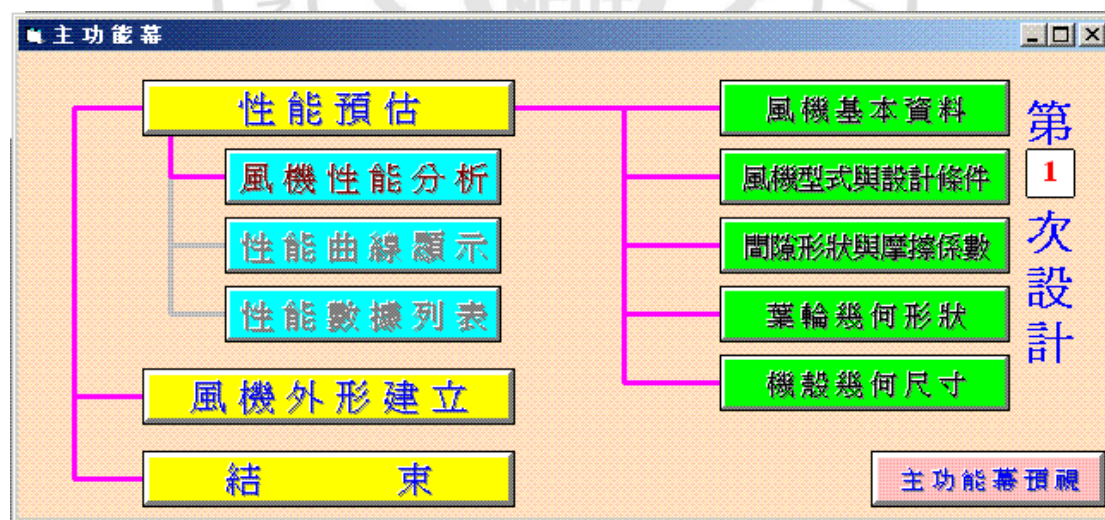 主功能幕
性能預估
風機性能分析
性能曲線顯示
性能數據列表
風機外形建立
結 束
風機基本資料
風機型式與設計條件
間隙形狀與摩擦係數
葉輪幾何形狀
機殼幾何尺寸
第
1
次
設
計
主功能幕預視